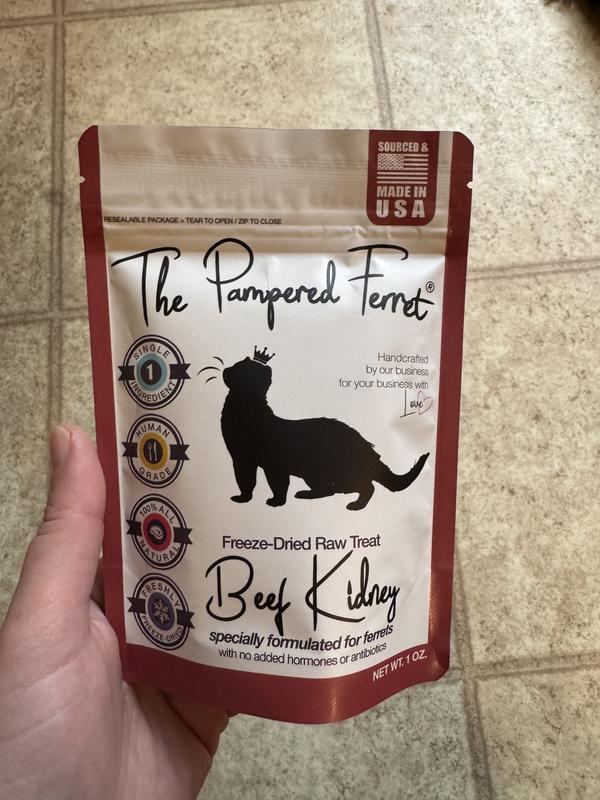 SOURCED &
MADE IN
USA
RESEALABLE PACKAGE > TEAR TO OPEN / ZIP TO CLOSE
The Pampered Ferret®
SINGLE
1
INGREDIENT
Handcrafted
by our business
for your business with
Love
HUMAN
GRADE
100% ALL
NATURAL
Freeze-Dried Raw Treat
Beef Kidney
FRESHLY
FREEZE-DRIED
specially formulated for ferrets
with no added hormones or antibiotics
NET WT. 1 OZ.